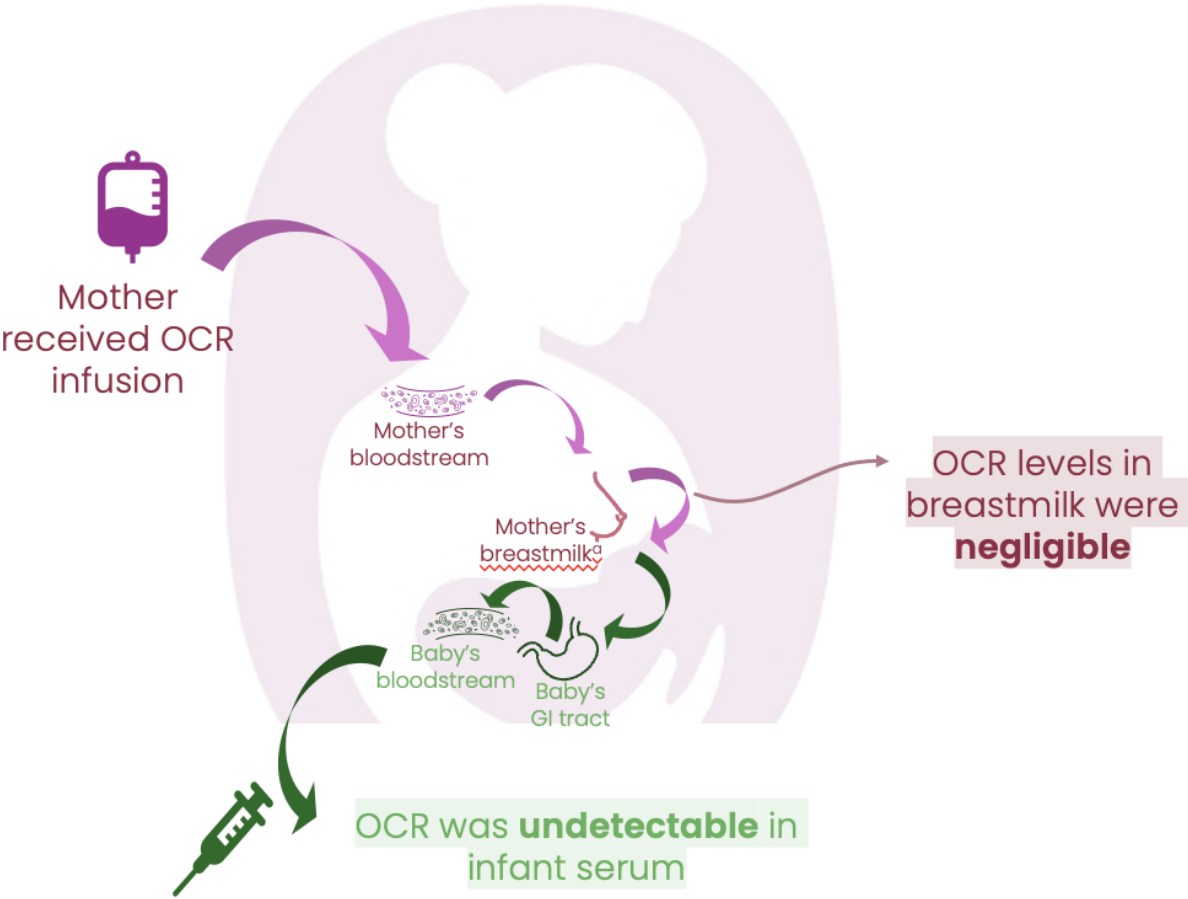 Mother
received OCR
infusion
Mother's
bloodstream
Mother's
breastmilkᵃ
OCR levels in
breastmilk were
negligible
Baby's
bloodstream
Baby's
GI tract
OCR was undetectable in
infant serum